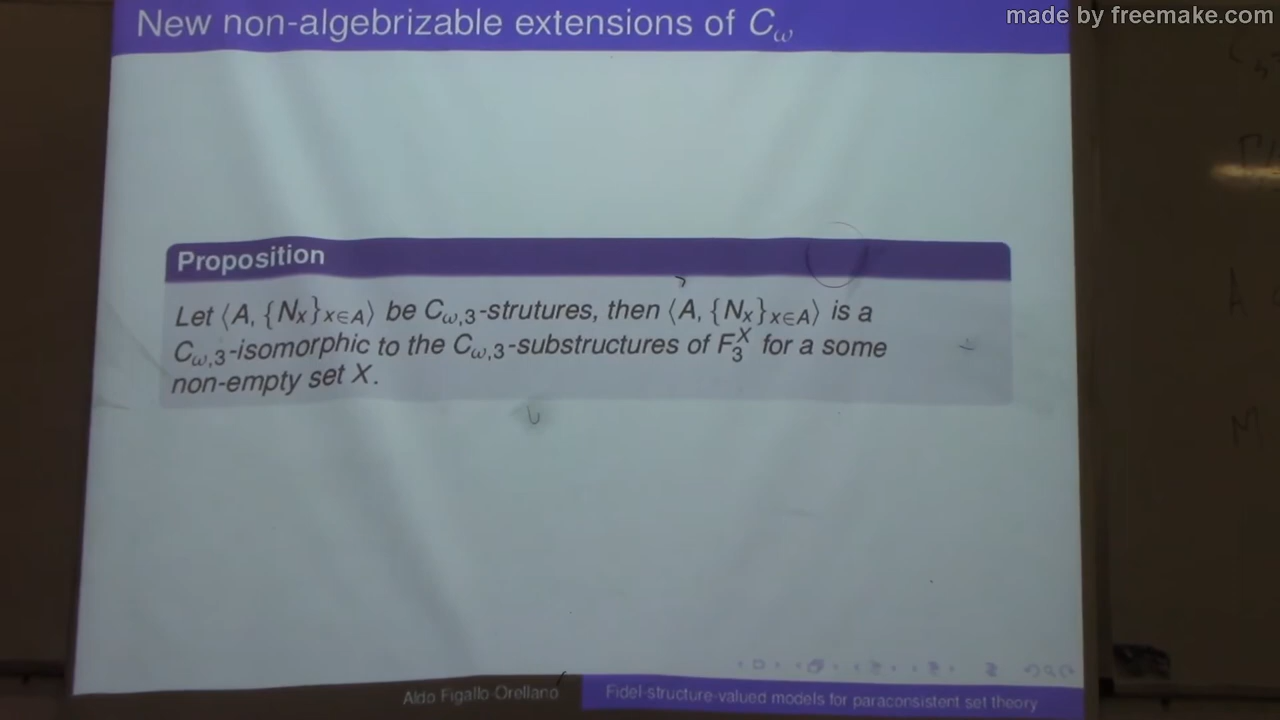 made by freemake.com
New non-algebrizable extensions of C_ω
Proposition
Let ⟨A, {N_x}_{x∈A}⟩ be C_{ω,3}-strutures, then ⟨A, {N_x}_{x∈A}⟩ is a
C_{ω,3}-isomorphic to the C_{ω,3}-substructures of F_3^X for a some
non-empty set X.
Aldo Figallo-Orellano
Fidel-structure-valued models for paraconsistent set theory
A
M